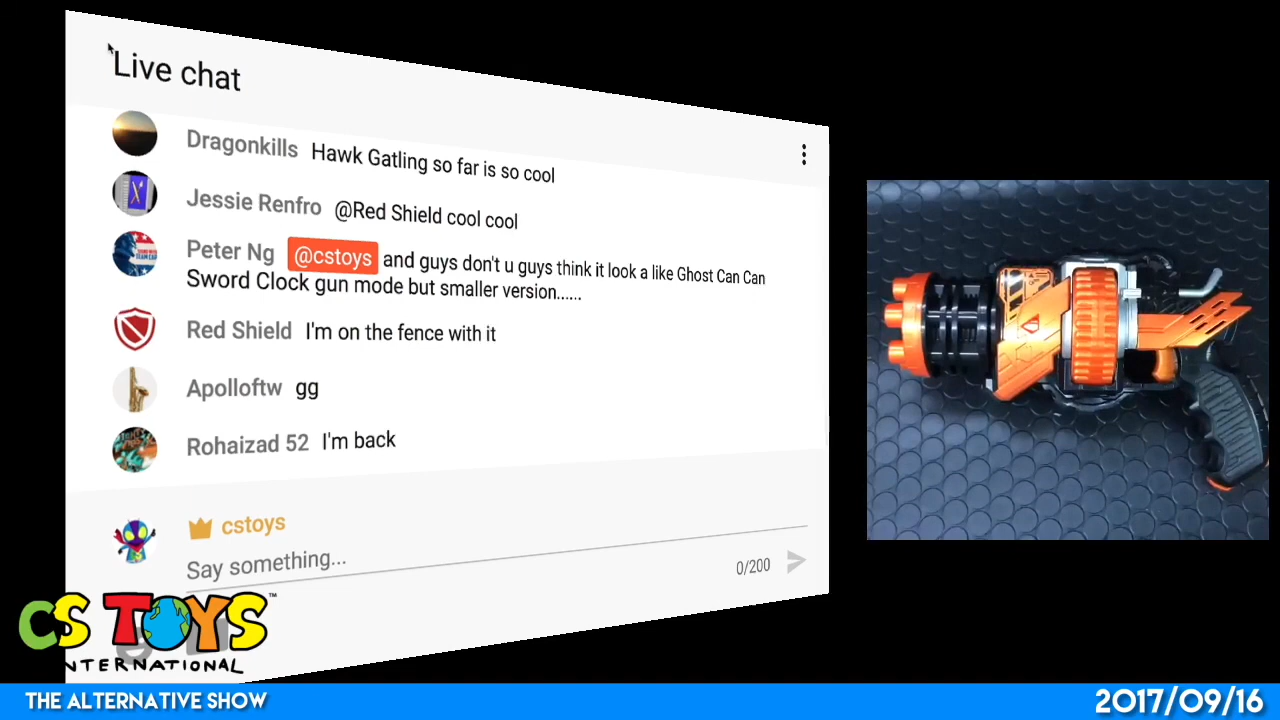 Live chat
Dragonkills Hawk Gatling so far is so cool
Jessie Renfro @Red Shield cool cool
Peter Ng @cstoys and guys don't u guys think it look a like Ghost Can Can
Sword Clock gun mode but smaller version......
Red Shield I'm on the fence with it
Apolloftw gg
Rohaizad 52 I'm back
cstoys
Say something...
0/200
CS TOYS™
INTERNATIONAL
THE ALTERNATIVE SHOW
2017/09/16